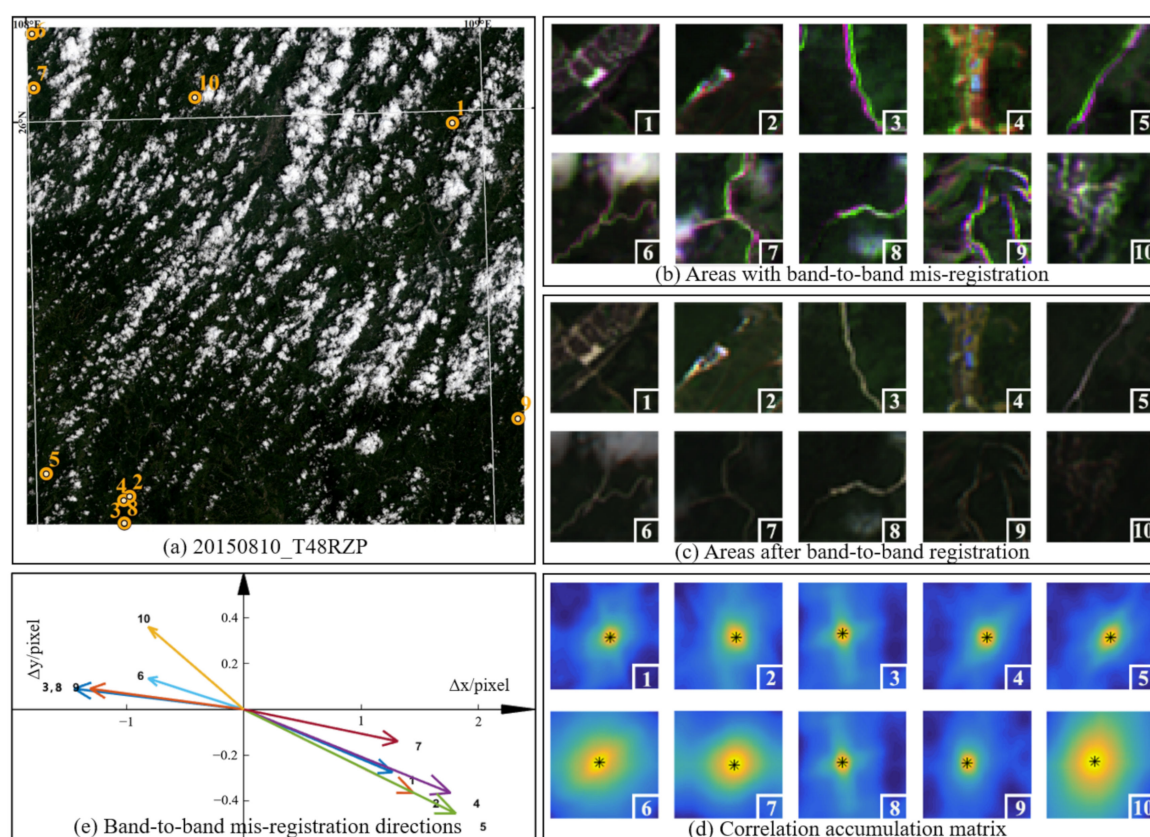 108°E
109°E
6
7
10
1
26°N
9
5
4 2
3 8
(a) 20150810_T48RZP
1 2 3 4 5
6 7 8 9 10
(b) Areas with band-to-band mis-registration
1 2 3 4 5
6 7 8 9 10
(c) Areas after band-to-band registration
Δy/pixel
0.4
10
0.2
6
3,8 9
Δx/pixel
−1 1 2
7
−0.2
1
−0.4
2
4
5
(e) Band-to-band mis-registration directions
1 2 3 4 5
6 7 8 9 10
(d) Correlation accumulation matrix